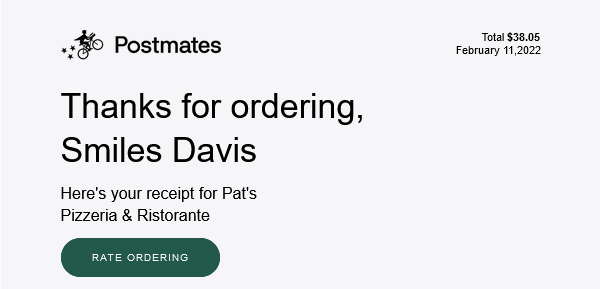 Postmates
Total $38.05
February 11,2022
Thanks for ordering,
Smiles Davis
Here's your receipt for Pat's
Pizzeria & Ristorante
RATE ORDERING